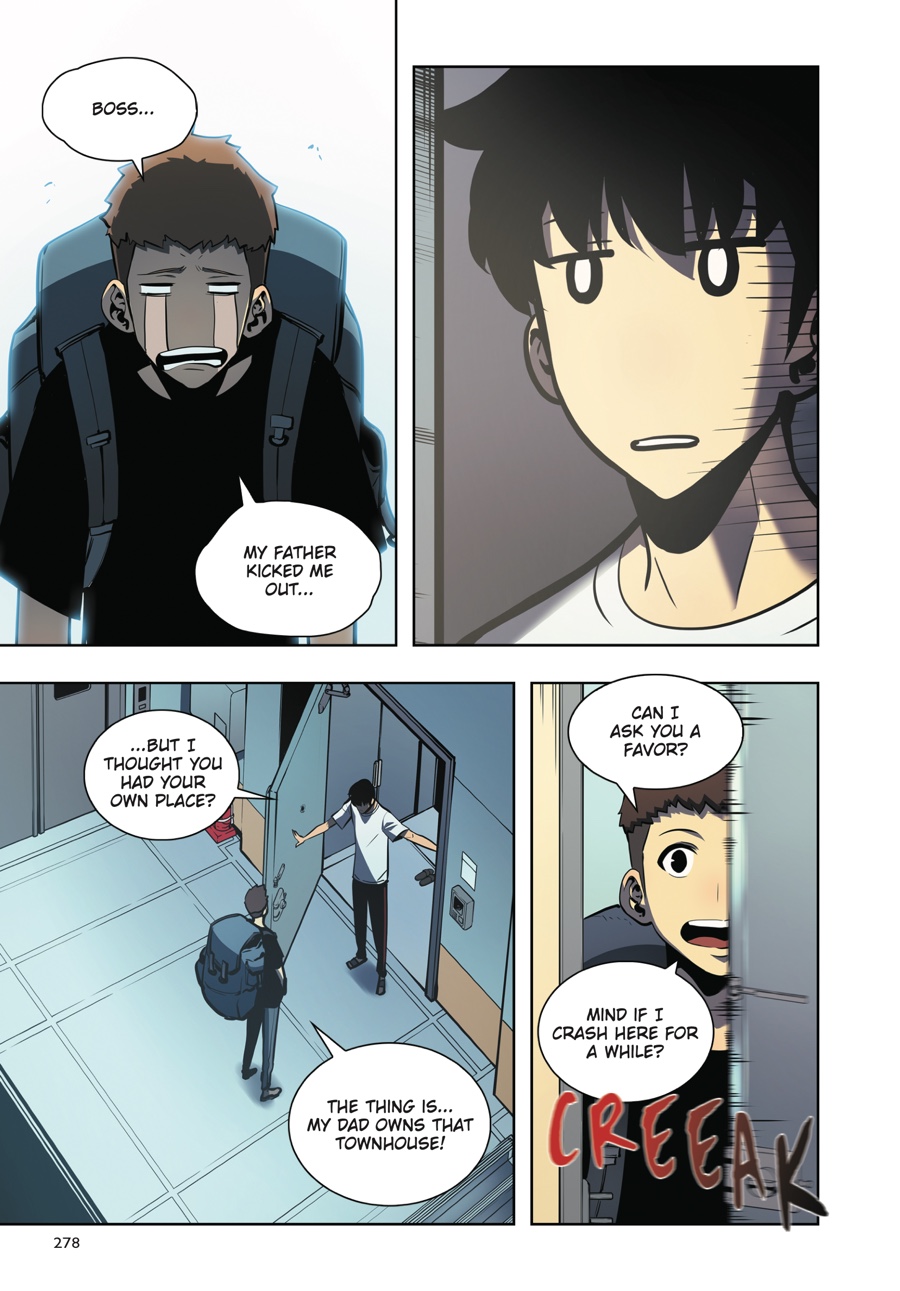 BOSS...
MY FATHER
KICKED ME
OUT...
...BUT I
THOUGHT YOU
HAD YOUR
OWN PLACE?
THE THING IS...
MY DAD OWNS THAT
TOWNHOUSE!
CAN I
ASK YOU A
FAVOR?
MIND IF I
CRASH HERE FOR
A WHILE?
CREEAK
278